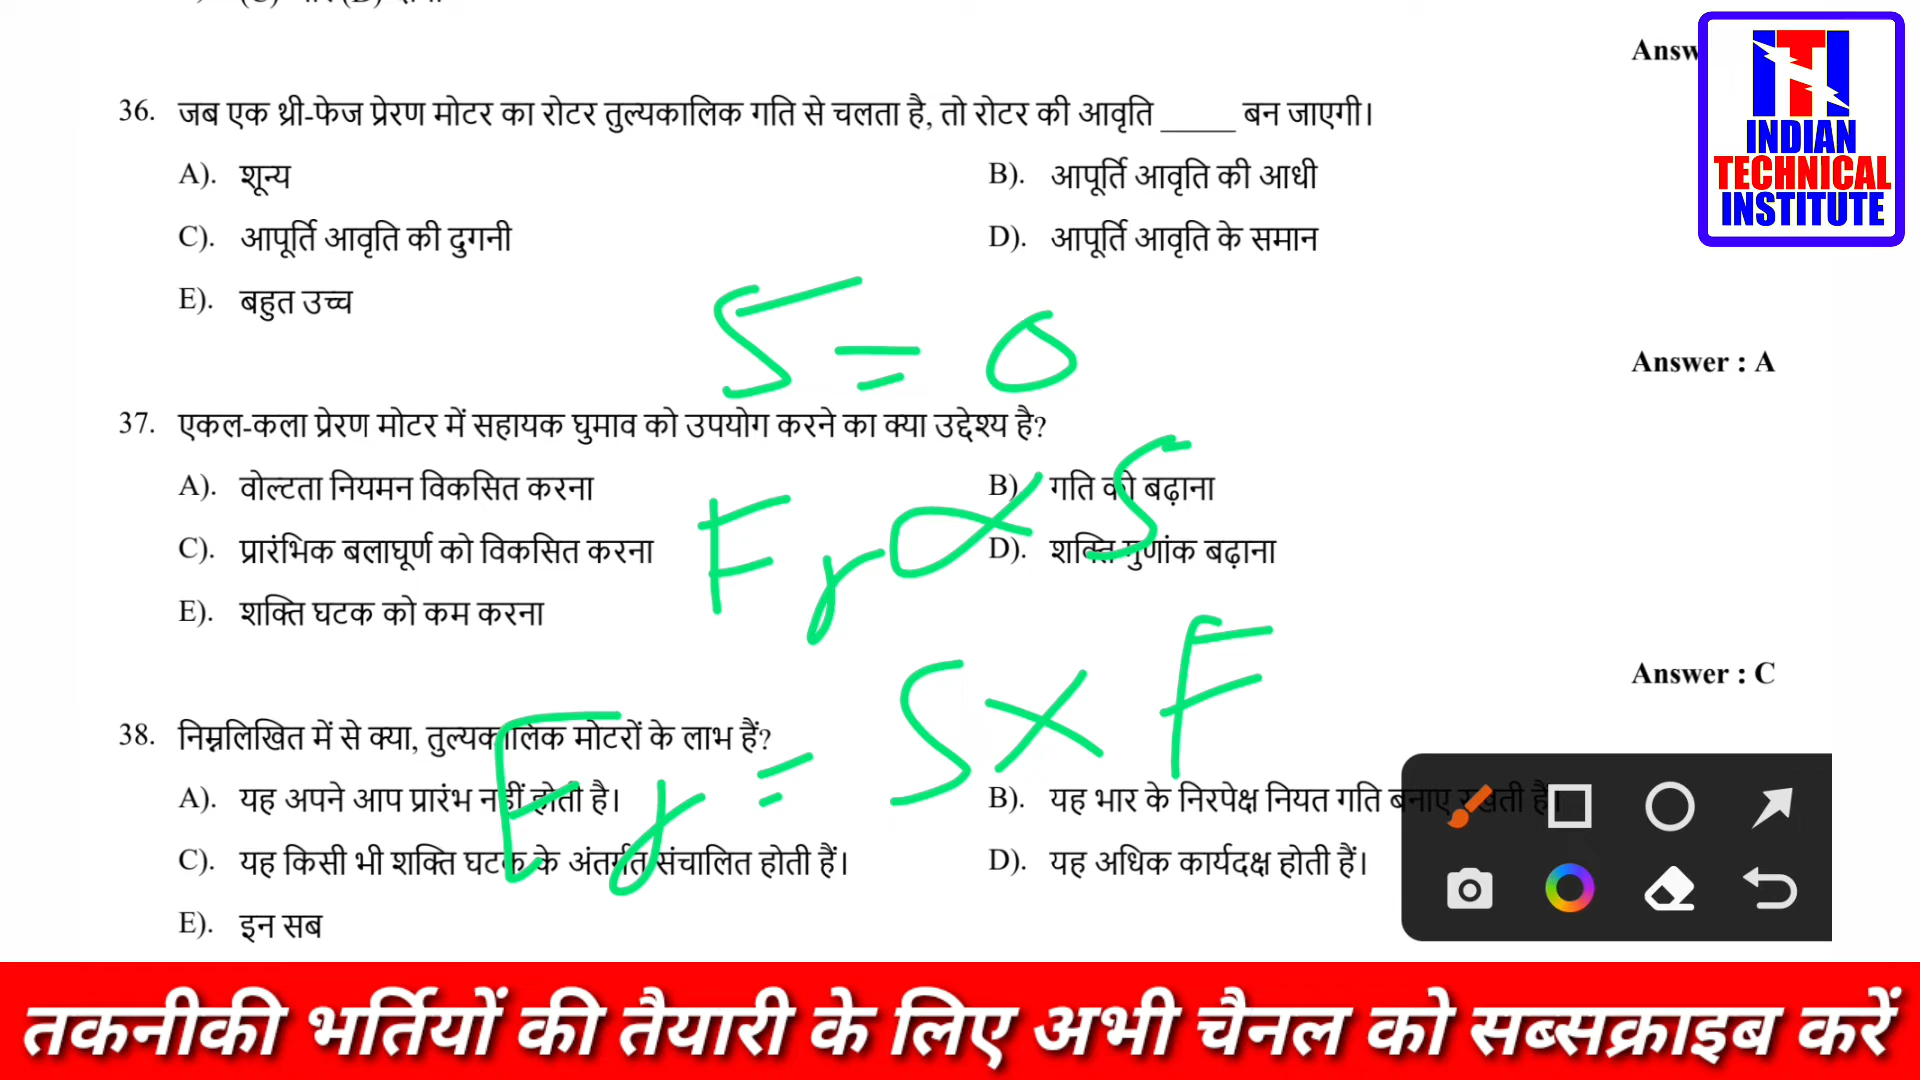 Answ
INDIAN
TECHNICAL
INSTITUTE
36. जब एक थ्री-फेज प्रेरण मोटर का रोटर तुल्यकालिक गति से चलता है, तो रोटर की आवृति _____ बन जाएगी।
A). शून्य
B). आपूर्ति आवृति की आधी
C). आपूर्ति आवृति की दुगनी
D). आपूर्ति आवृति के समान
E). बहुत उच्च
S = 0
Answer : A
37. एकल-कला प्रेरण मोटर में सहायक घुमाव को उपयोग करने का क्या उद्देश्य है?
A). वोल्टता नियमन विकसित करना
B). गति को बढ़ाना
C). प्रारंभिक बलाघूर्ण को विकसित करना
D). शक्ति गुणांक बढ़ाना
E). शक्ति घटक को कम करना
Fr ∝ S
Answer : C
Fr = S × F
38. निम्नलिखित में से क्या, तुल्यकालिक मोटरों के लाभ हैं?
A). यह अपने आप प्रारंभ नहीं होती है।
B). यह भार के निरपेक्ष नियत गति बनाए रखती है।
C). यह किसी भी शक्ति घटक के अंतर्गत संचालित होती हैं।
D). यह अधिक कार्यदक्ष होती हैं।
E). इन सब
तकनीकी भर्तियों की तैयारी के लिए अभी चैनल को सब्सक्राइब करें